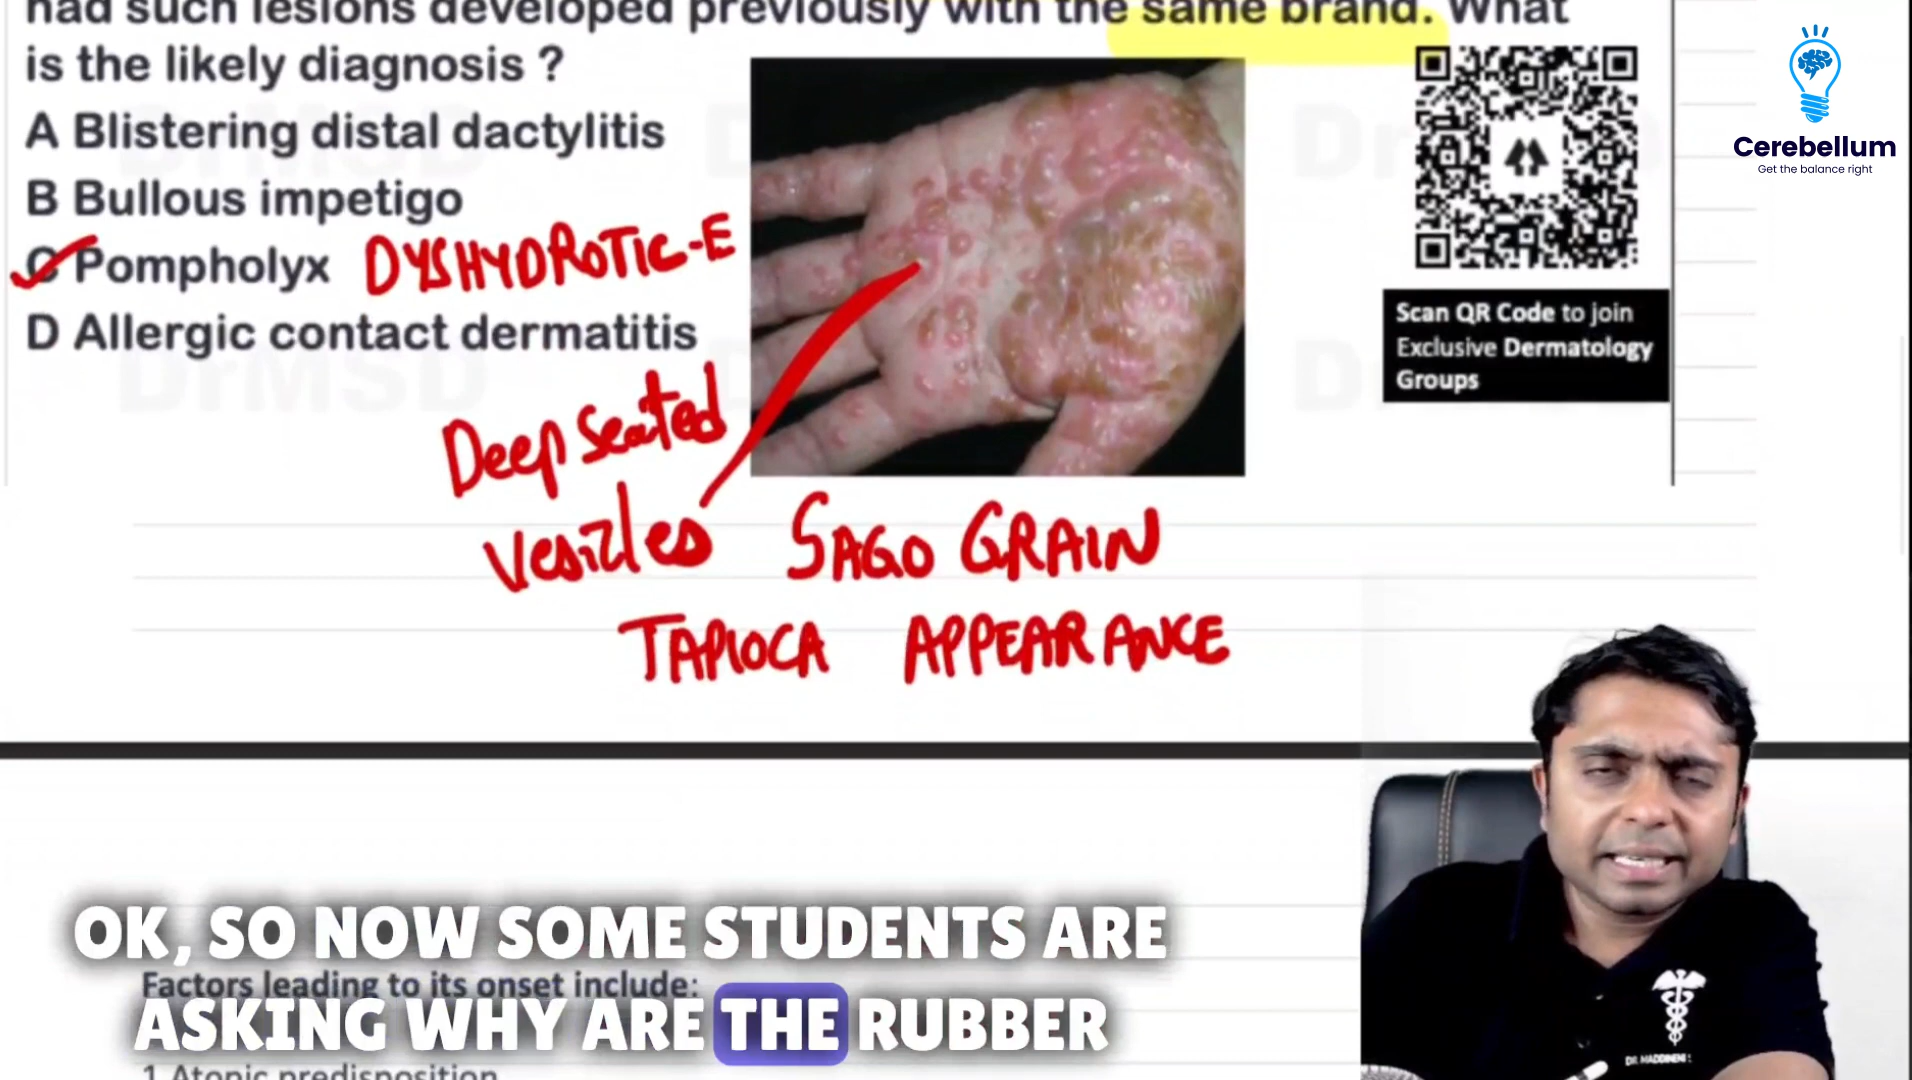 had such lesions developed previously with the same brand. What
is the likely diagnosis ?
A Blistering distal dactylitis
B Bullous impetigo
C Pompholyx DYSHYDROTIC-E
D Allergic contact dermatitis
Deep seated
vesicles
SAGO GRAIN
TAPIOCA APPEARANCE
Cerebellum
Get the balance right
Scan QR Code to join
Exclusive Dermatology
Groups
DrMSD
OK, SO NOW SOME STUDENTS ARE
Factors leading to its onset include:
ASKING WHY ARE THE RUBBER
1 Atopic predisposition